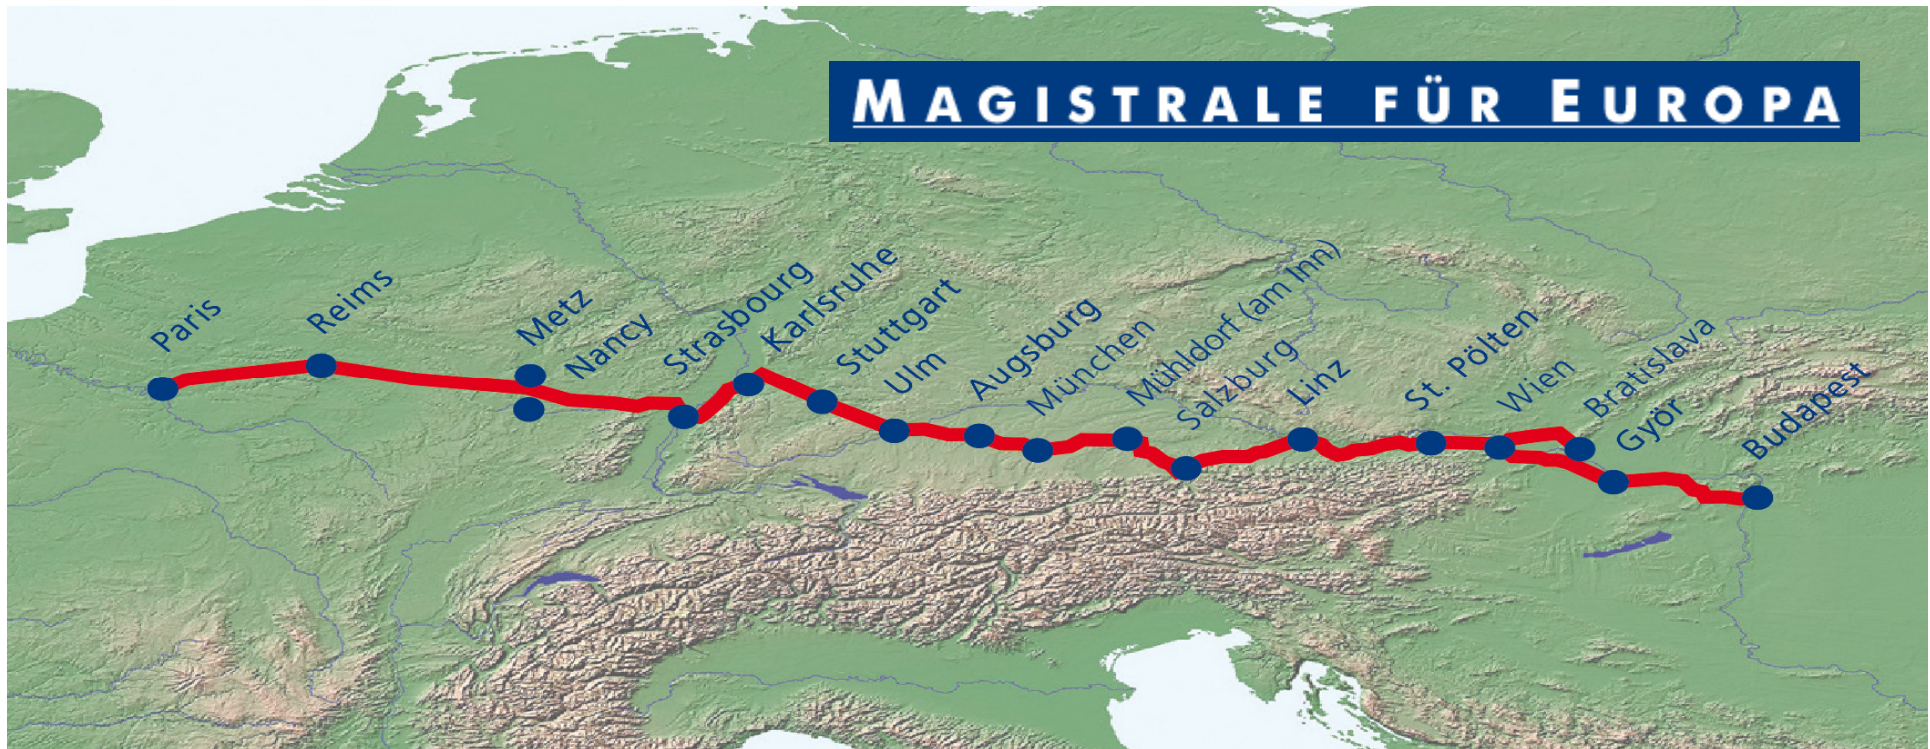 MAGISTRALE FÜR EUROPA
Paris
Reims
Metz
Nancy
Strasbourg
Karlsruhe
Stuttgart
Ulm
Augsburg
München
Mühldorf (am Inn)
Salzburg
Linz
St. Pölten
Wien
Bratislava
Györ
Budapest